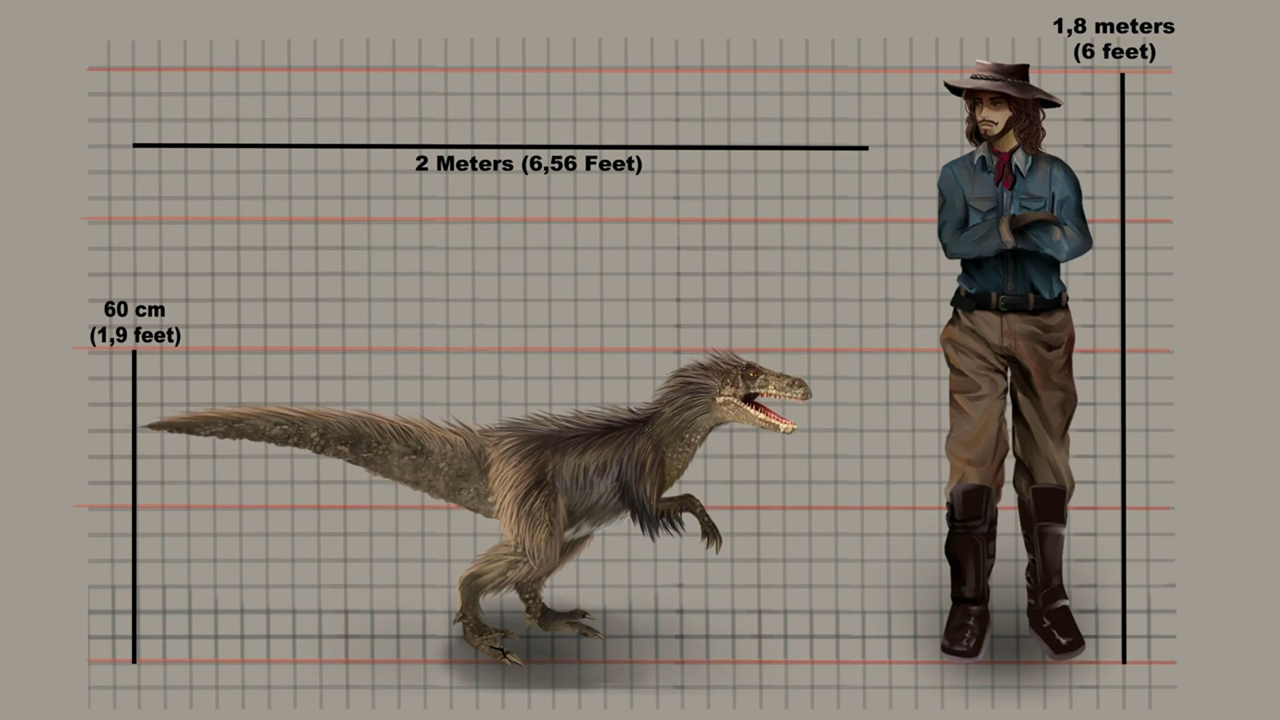 1,8 meters
(6 feet)
2 Meters (6,56 Feet)
60 cm
(1,9 feet)